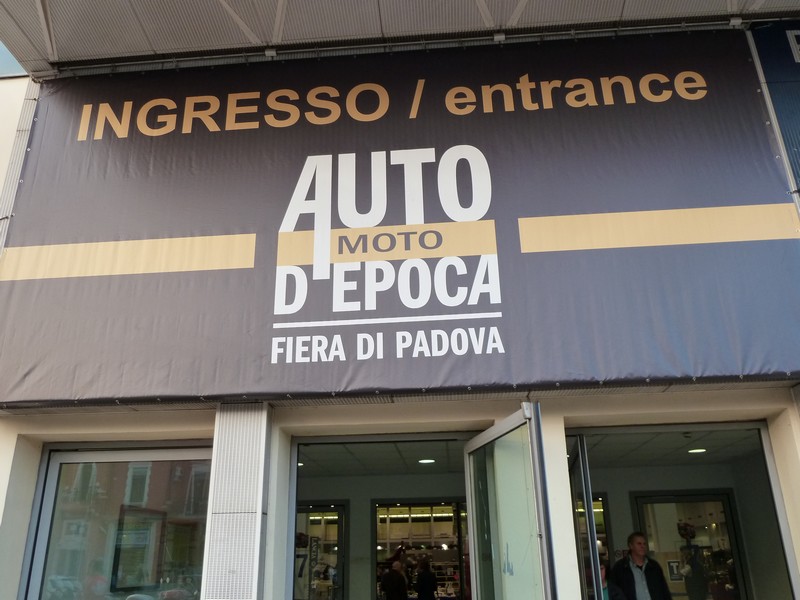 INGRESSO / entrance
AUTO
MOTO
D'EPOCA
FIERA DI PADOVA